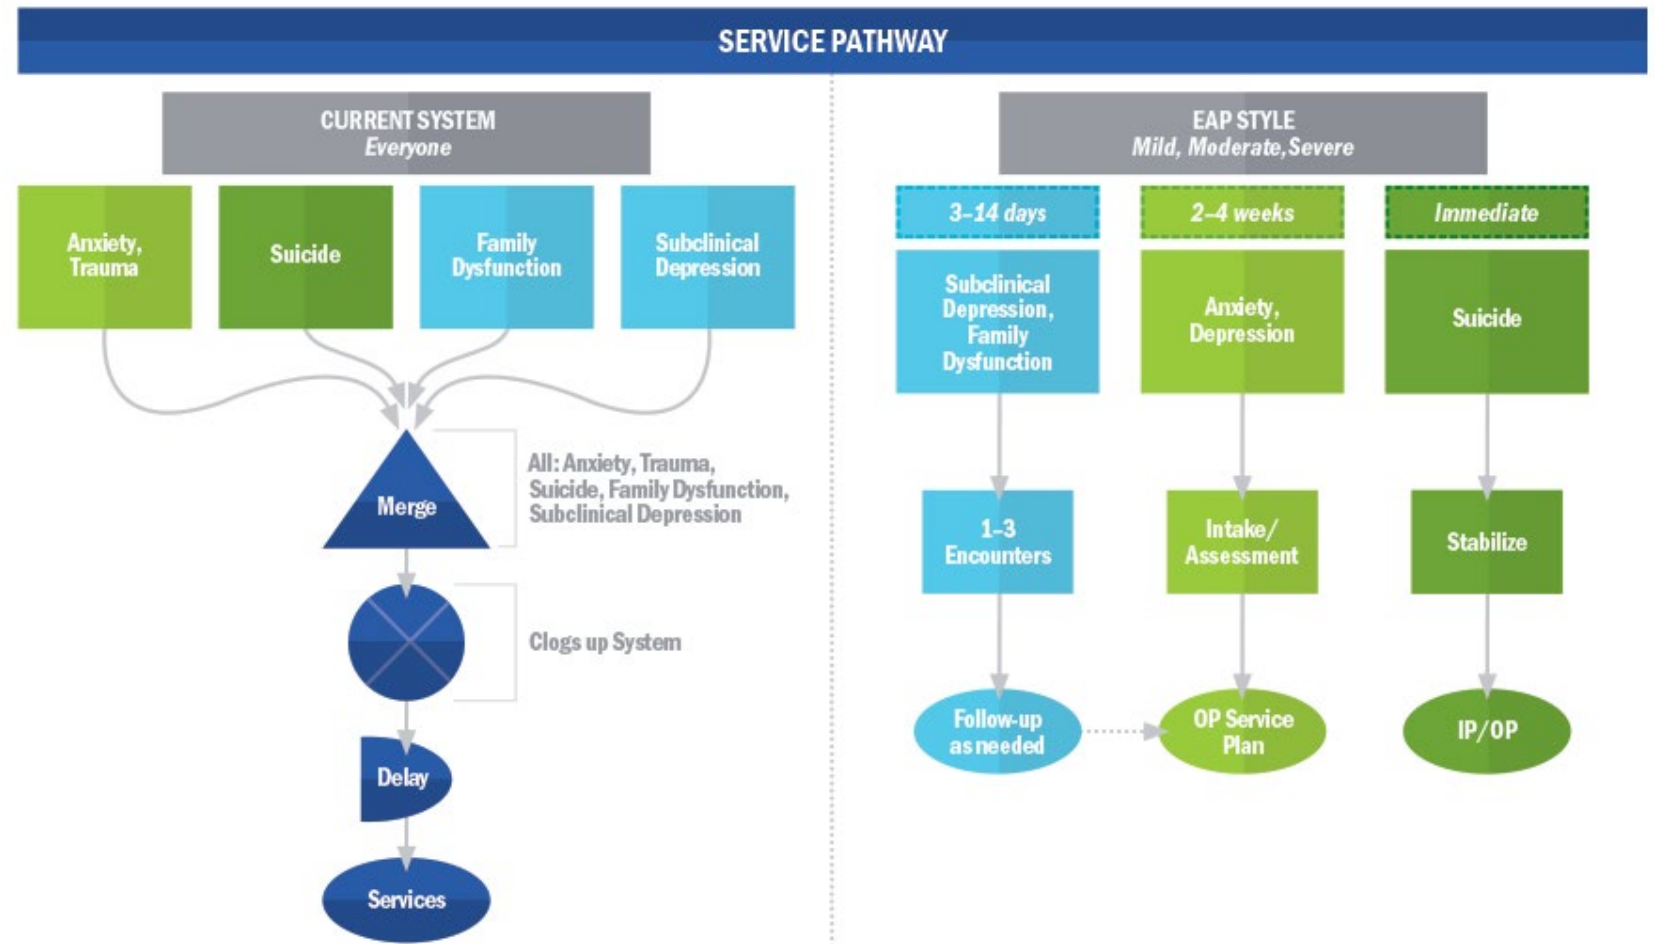 SERVICE PATHWAY
CURRENT SYSTEM
Everyone
Anxiety,
Trauma
Suicide
Family
Dysfunction
Subclinical
Depression
Merge
All: Anxiety, Trauma,
Suicide, Family Dysfunction,
Subclinical Depression
Clogs up System
Delay
Services
EAP STYLE
Mild, Moderate, Severe
3–14 days
Subclinical
Depression,
Family
Dysfunction
1–3
Encounters
Follow-up
as needed
2–4 weeks
Anxiety,
Depression
Intake/
Assessment
OP Service
Plan
Immediate
Suicide
Stabilize
IP/OP